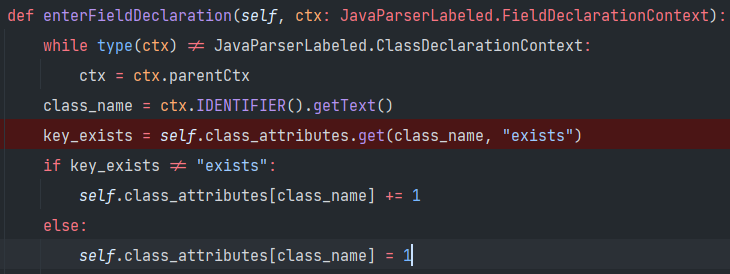 def enterFieldDeclaration(self, ctx: JavaParserLabeled.FieldDeclarationContext):
    while type(ctx) != JavaParserLabeled.ClassDeclarationContext:
        ctx = ctx.parentCtx
    class_name = ctx.IDENTIFIER().getText()
    key_exists = self.class_attributes.get(class_name, "exists")
    if key_exists != "exists":
        self.class_attributes[class_name] += 1
    else:
        self.class_attributes[class_name] = 1